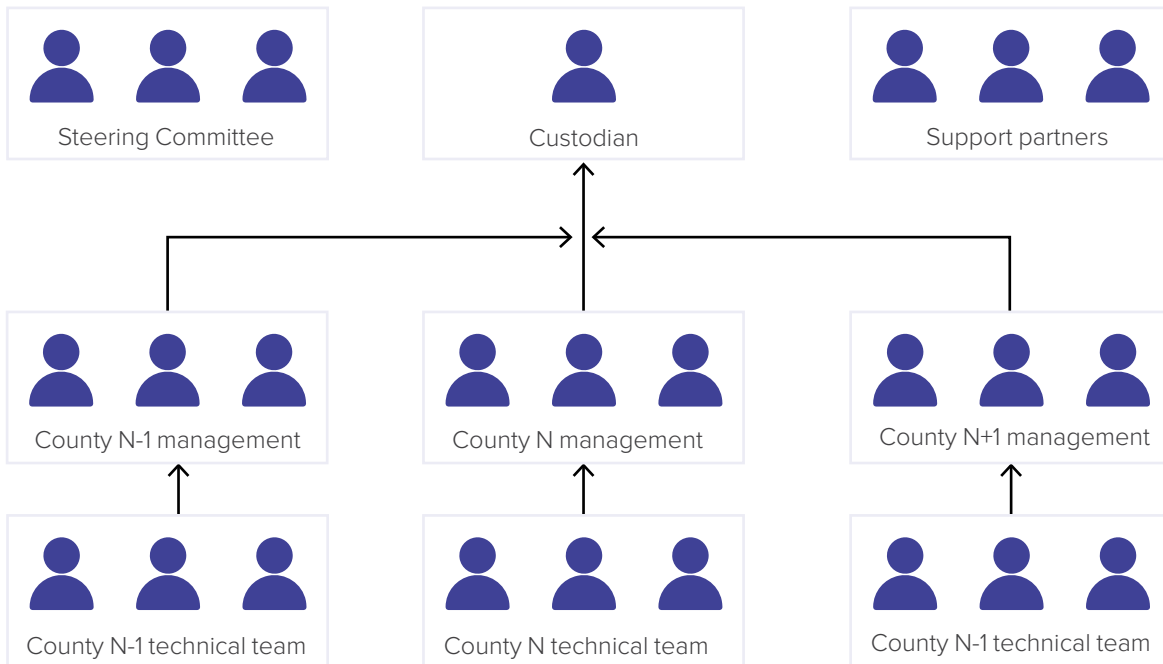 Steering Committee
Custodian
Support partners
County N-1 management
County N management
County N+1 management
County N-1 technical team
County N technical team
County N-1 technical team